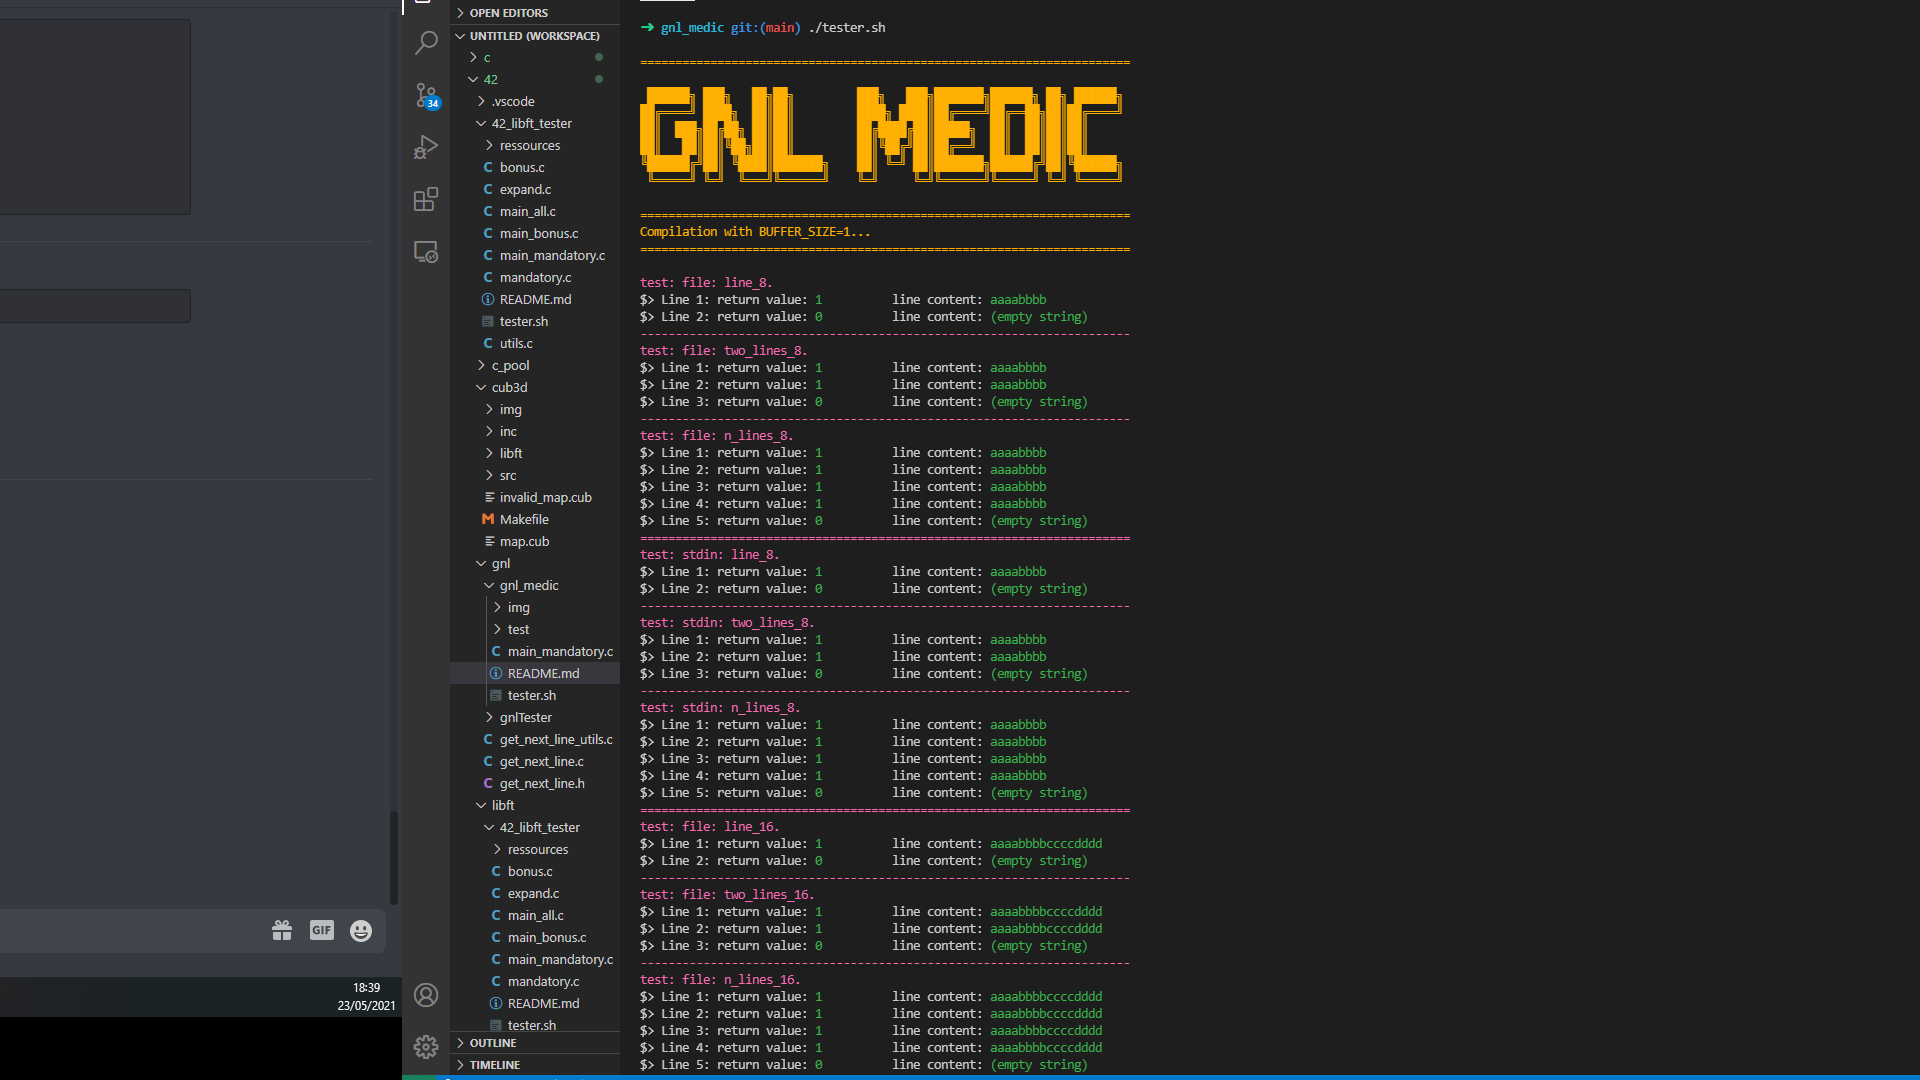 GIF
18:39
23/05/2021
34
OPEN EDITORS
UNTITLED (WORKSPACE)
c
42
.vscode
42_libft_tester
ressources
bonus.c
expand.c
main_all.c
main_bonus.c
main_mandatory.c
mandatory.c
README.md
tester.sh
utils.c
c_pool
cub3d
img
inc
libft
src
invalid_map.cub
Makefile
map.cub
gnl
gnl_medic
img
test
main_mandatory.c
README.md
tester.sh
gnlTester
get_next_line_utils.c
get_next_line.c
get_next_line.h
libft
42_libft_tester
ressources
bonus.c
expand.c
main_all.c
main_bonus.c
main_mandatory.c
mandatory.c
README.md
tester.sh
OUTLINE
TIMELINE
➜ gnl_medic git:(main) ./tester.sh
======================================================================
GNL MEDIC
======================================================================
Compilation with BUFFER_SIZE=1...
======================================================================
test: file: line_8.
$> Line 1: return value: 1 line content: aaaabbbb
$> Line 2: return value: 0 line content: (empty string)
----------------------------------------------------------------------
test: file: two_lines_8.
$> Line 1: return value: 1 line content: aaaabbbb
$> Line 2: return value: 1 line content: aaaabbbb
$> Line 3: return value: 0 line content: (empty string)
----------------------------------------------------------------------
test: file: n_lines_8.
$> Line 1: return value: 1 line content: aaaabbbb
$> Line 2: return value: 1 line content: aaaabbbb
$> Line 3: return value: 1 line content: aaaabbbb
$> Line 4: return value: 1 line content: aaaabbbb
$> Line 5: return value: 0 line content: (empty string)
======================================================================
test: stdin: line_8.
$> Line 1: return value: 1 line content: aaaabbbb
$> Line 2: return value: 0 line content: (empty string)
----------------------------------------------------------------------
test: stdin: two_lines_8.
$> Line 1: return value: 1 line content: aaaabbbb
$> Line 2: return value: 1 line content: aaaabbbb
$> Line 3: return value: 0 line content: (empty string)
----------------------------------------------------------------------
test: stdin: n_lines_8.
$> Line 1: return value: 1 line content: aaaabbbb
$> Line 2: return value: 1 line content: aaaabbbb
$> Line 3: return value: 1 line content: aaaabbbb
$> Line 4: return value: 1 line content: aaaabbbb
$> Line 5: return value: 0 line content: (empty string)
======================================================================
test: file: line_16.
$> Line 1: return value: 1 line content: aaaabbbbccccdddd
$> Line 2: return value: 0 line content: (empty string)
----------------------------------------------------------------------
test: file: two_lines_16.
$> Line 1: return value: 1 line content: aaaabbbbccccdddd
$> Line 2: return value: 1 line content: aaaabbbbccccdddd
$> Line 3: return value: 0 line content: (empty string)
----------------------------------------------------------------------
test: file: n_lines_16.
$> Line 1: return value: 1 line content: aaaabbbbccccdddd
$> Line 2: return value: 1 line content: aaaabbbbccccdddd
$> Line 3: return value: 1 line content: aaaabbbbccccdddd
$> Line 4: return value: 1 line content: aaaabbbbccccdddd
$> Line 5: return value: 0 line content: (empty string)